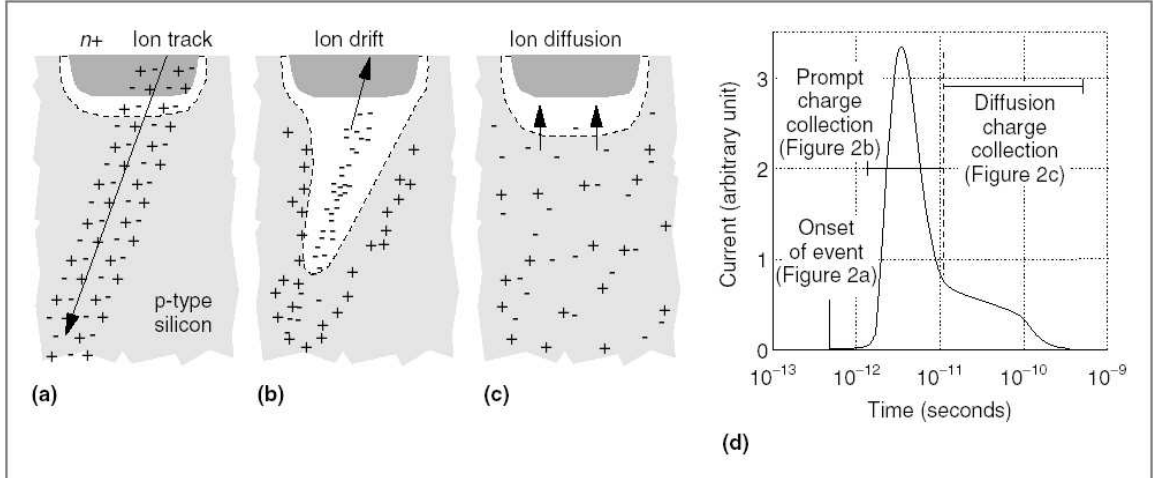 n+ Ion track
p-type
silicon
(a)
Ion drift
(b)
Ion diffusion
(c)
Current (arbitrary unit)
3
2
1
0
Prompt
charge
collection
(Figure 2b)
Diffusion
charge
collection
(Figure 2c)
Onset
of event
(Figure 2a)
10⁻¹³ 10⁻¹² 10⁻¹¹ 10⁻¹⁰ 10⁻⁹
Time (seconds)
(d)